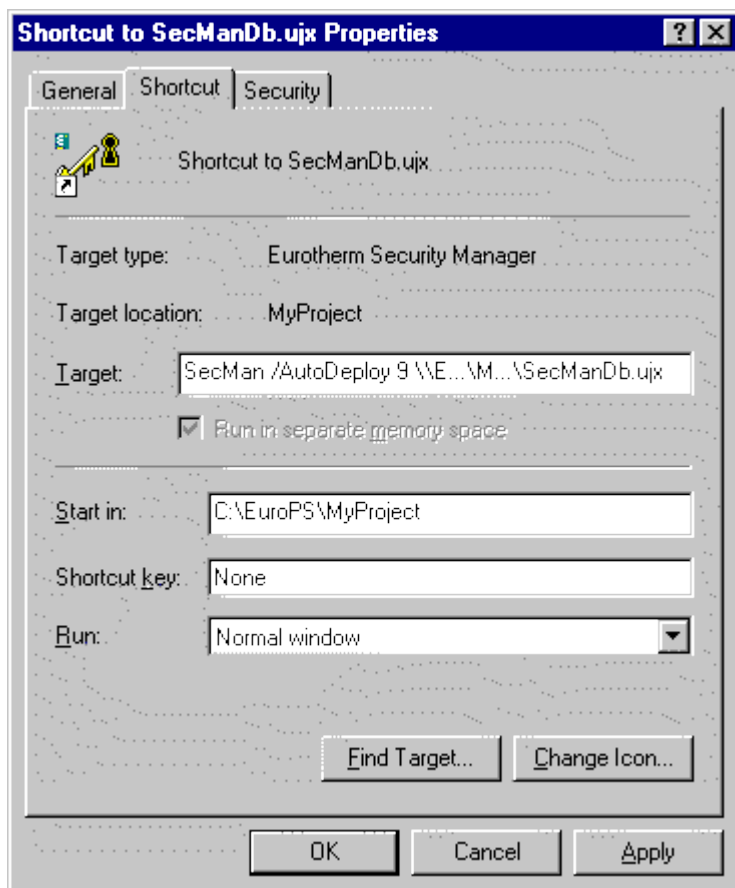 Shortcut to SecManDb.ujx Properties
General Shortcut Security
Shortcut to SecManDb.ujx
Target type: Eurotherm Security Manager
Target location: MyProject
Target: SecMan /AutoDeploy 9 \\E...\M...\SecManDb.ujx
Run in separate memory space
Start in: C:\EuroPS\MyProject
Shortcut key: None
Run: Normal window
Find Target... Change Icon...
OK Cancel Apply